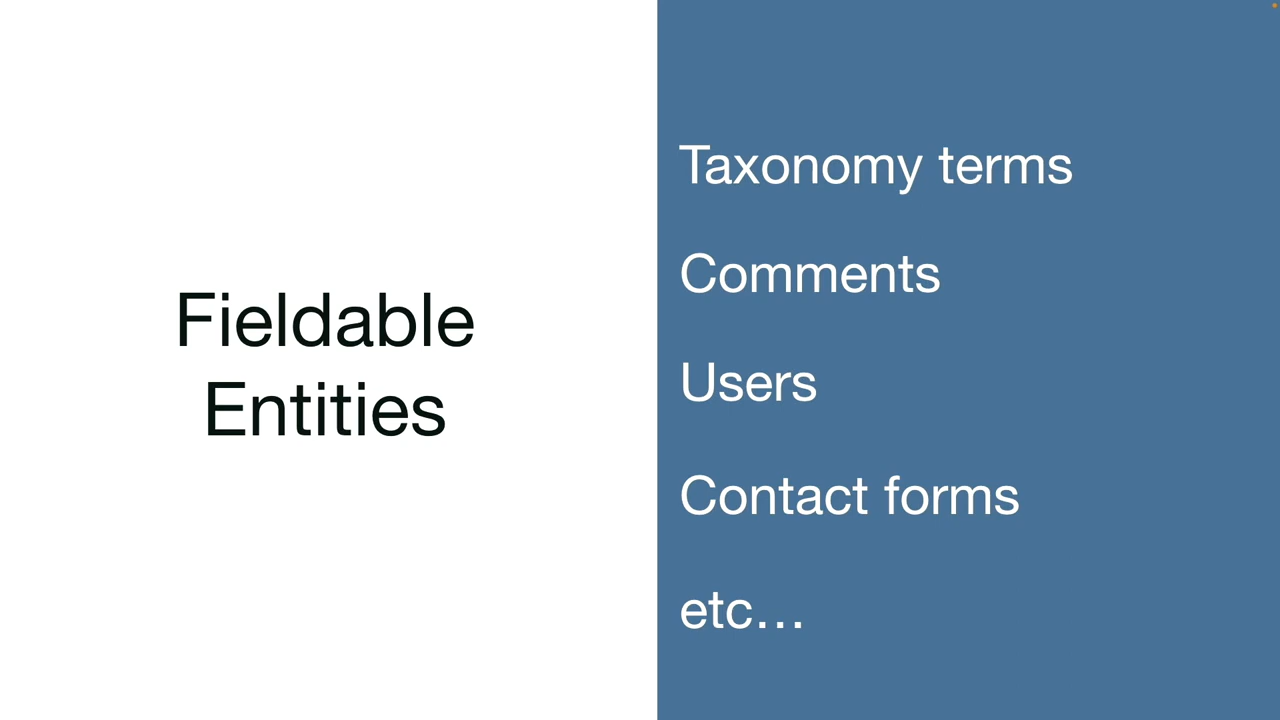 Fieldable
Entities
Taxonomy terms
Comments
Users
Contact forms
etc…